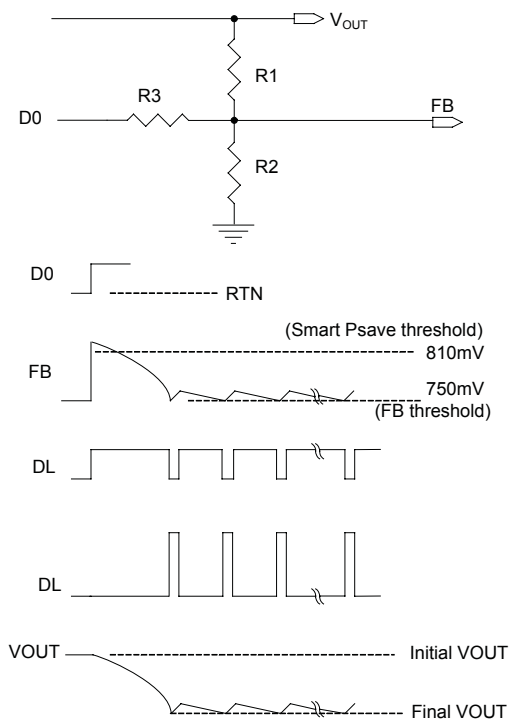 V_OUT
R1
R3
D0
FB
R2
D0
RTN
(Smart Psave threshold)
810mV
FB
750mV
(FB threshold)
DL
DL
VOUT
Initial VOUT
Final VOUT